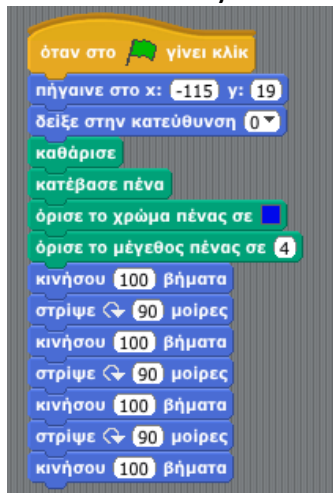 όταν στο γίνει κλίκ
πήγαινε στο x: -115 y: 19
δείξε στην κατεύθυνση 0
καθάρισε
κατέβασε πένα
όρισε το χρώμα πένας σε
όρισε το μέγεθος πένας σε 4
κινήσου 100 βήματα
στρίψε 90 μοίρες
κινήσου 100 βήματα
στρίψε 90 μοίρες
κινήσου 100 βήματα
στρίψε 90 μοίρες
κινήσου 100 βήματα